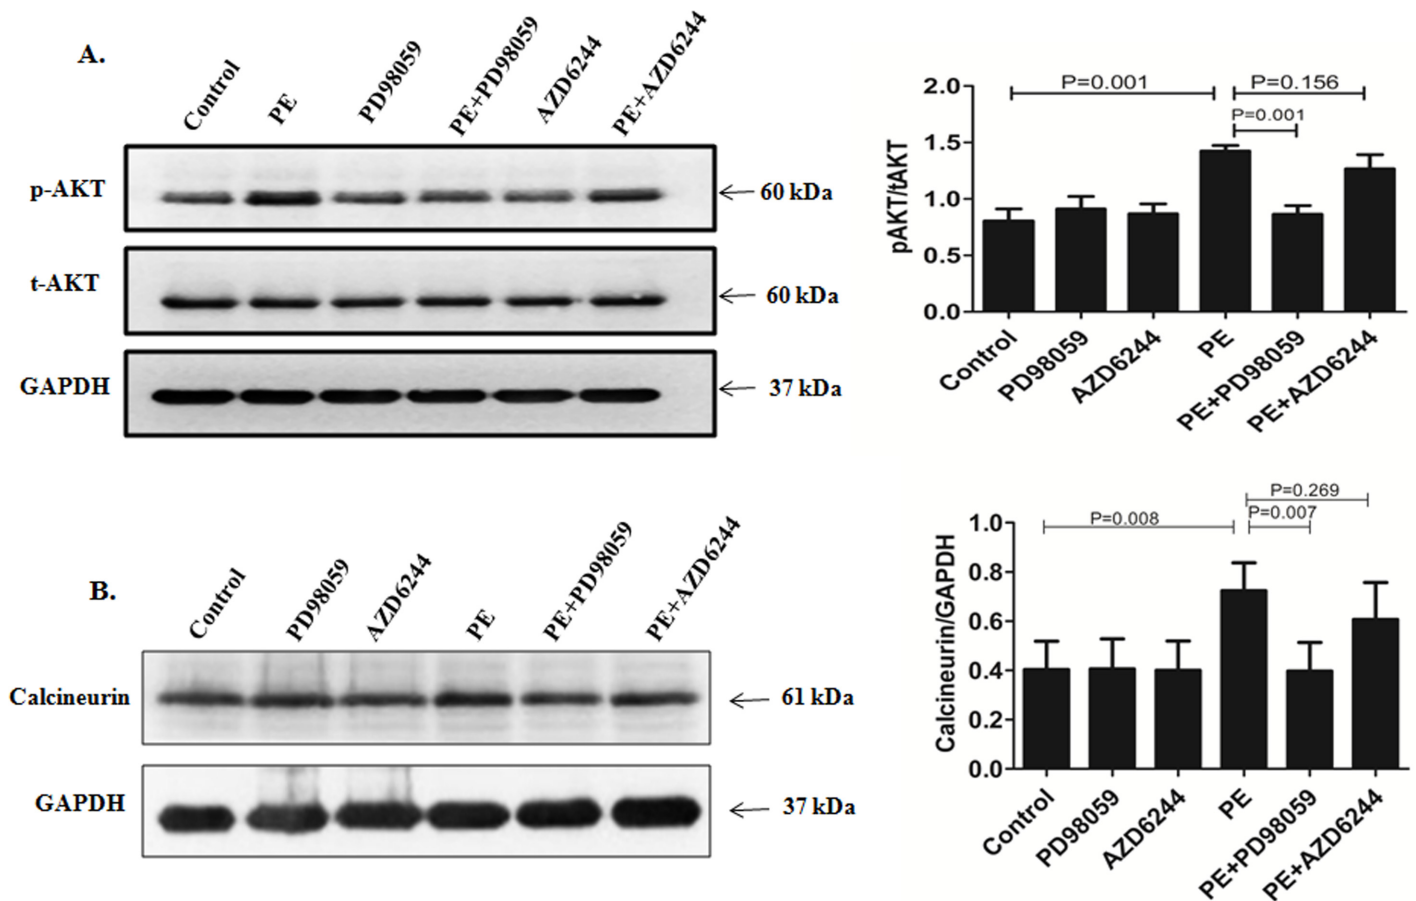 A.
Control
PE
PD98059
PE+PD98059
AZD6244
PE+AZD6244
p-AKT
60 kDa
t-AKT
60 kDa
GAPDH
37 kDa
P=0.001
P=0.156
P=0.001
pAKT/tAKT
2.0
1.5
1.0
0.5
0.0
Control
PD98059
AZD6244
PE
PE+PD98059
PE+AZD6244
B.
Control
PD98059
AZD6244
PE
PE+PD98059
PE+AZD6244
Calcineurin
61 kDa
GAPDH
37 kDa
P=0.269
P=0.008
P=0.007
Calcineurin/GAPDH
1.0
0.8
0.6
0.4
0.2
0.0
Control
PD98059
AZD6244
PE
PE+PD98059
PE+AZD6244